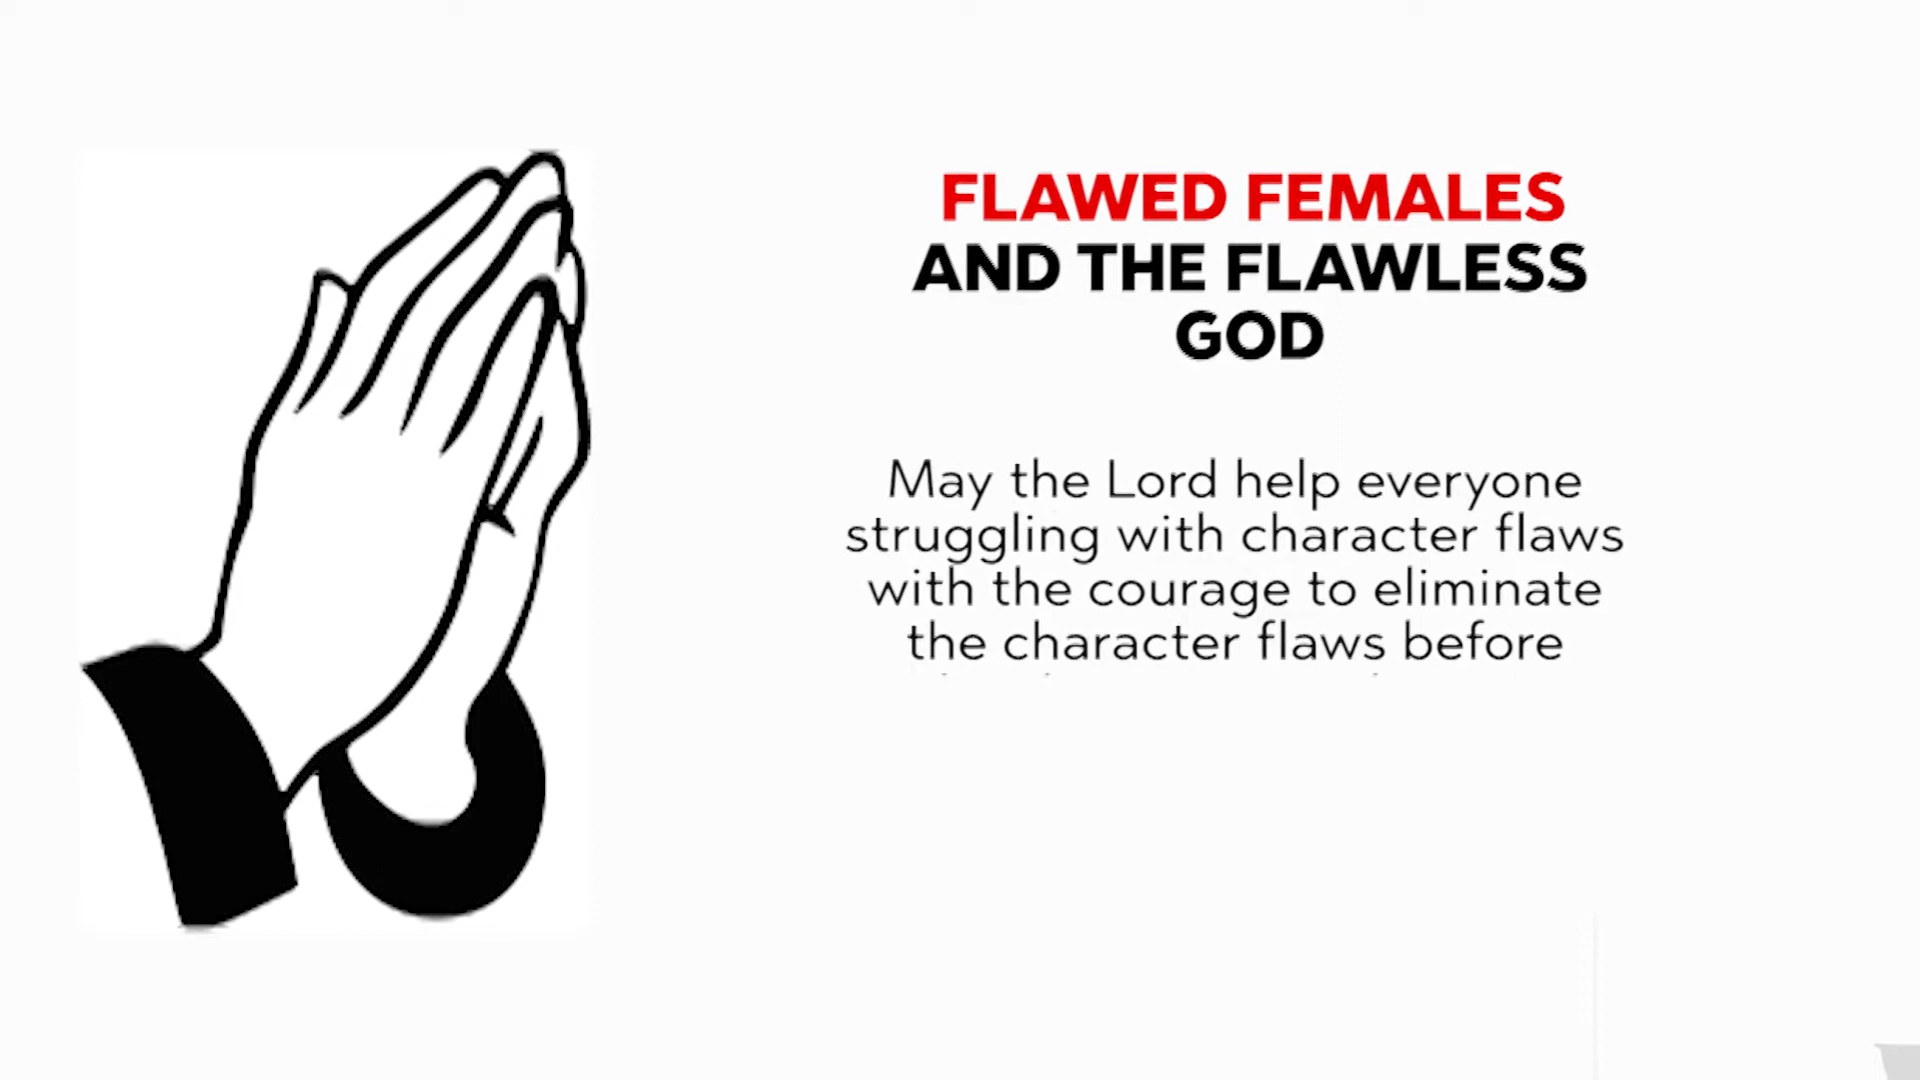 FLAWED FEMALES
AND THE FLAWLESS
GOD
May the Lord help everyone
struggling with character flaws
with the courage to eliminate
the character flaws before